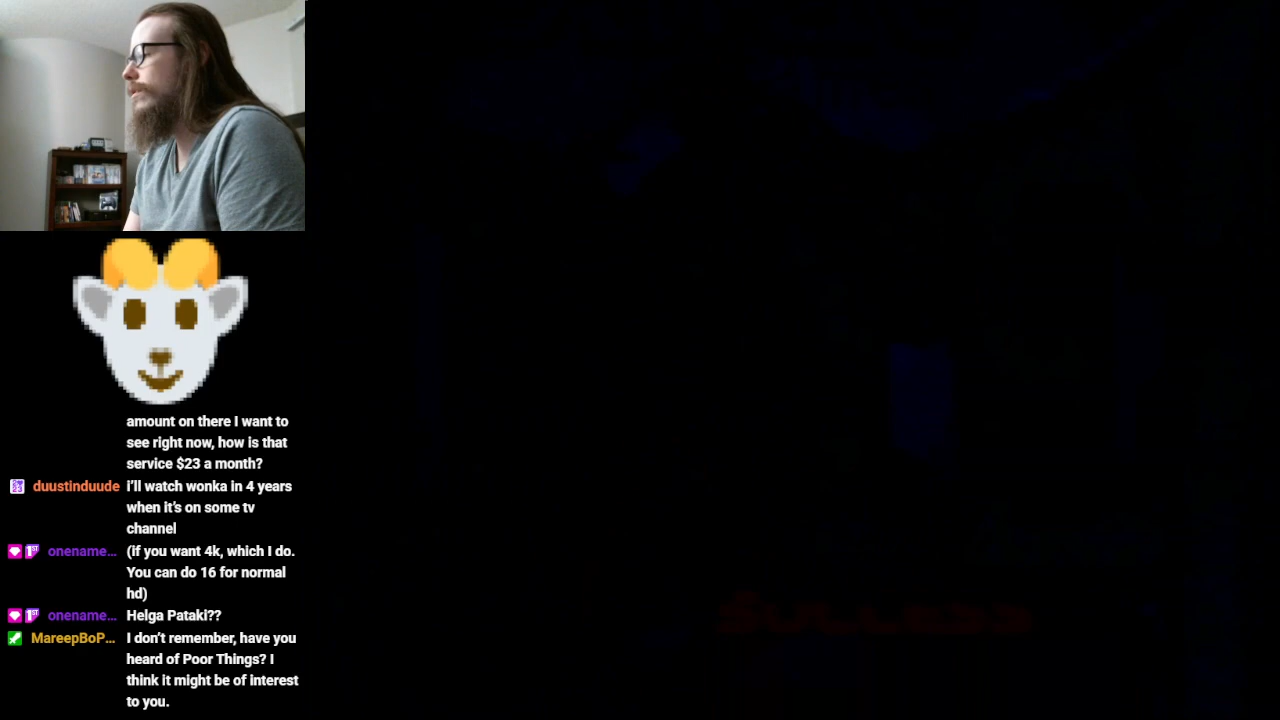 amount on there I want to
see right now, how is that
service $23 a month?
duustinduude i'll watch wonka in 4 years
when it's on some tv
channel
onename... (if you want 4k, which I do.
You can do 16 for normal
hd)
onename... Helga Pataki??
MareepBoP... I don't remember, have you
heard of Poor Things? I
think it might be of interest
to you.